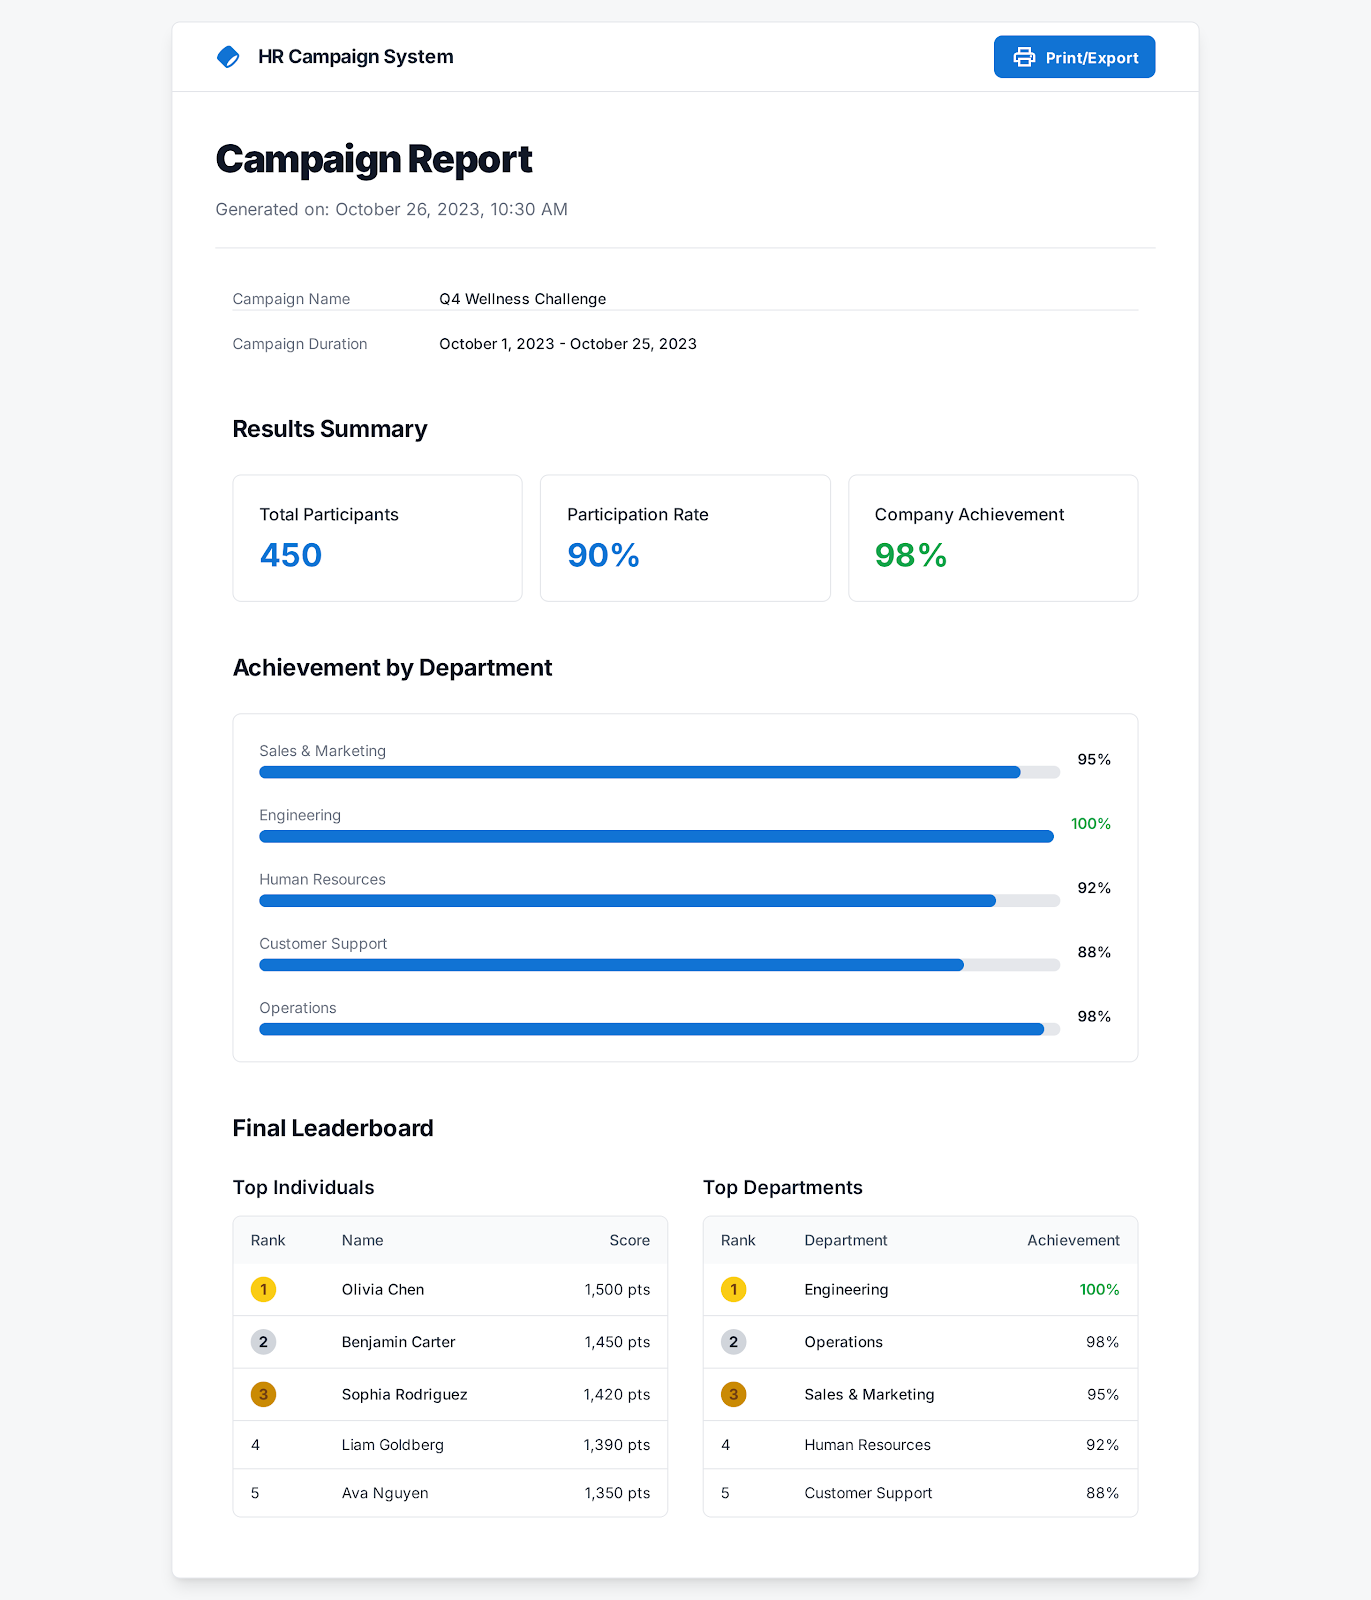 HR Campaign System
Print/Export
Campaign Report
Generated on: October 26, 2023, 10:30 AM
Campaign Name Q4 Wellness Challenge
Campaign Duration October 1, 2023 - October 25, 2023
Results Summary
Total Participants
450
Participation Rate
90%
Company Achievement
98%
Achievement by Department
Sales & Marketing
95%
Engineering
100%
Human Resources
92%
Customer Support
88%
Operations
98%
Final Leaderboard
Top Individuals
Rank Name Score
1 Olivia Chen 1,500 pts
2 Benjamin Carter 1,450 pts
3 Sophia Rodriguez 1,420 pts
4 Liam Goldberg 1,390 pts
5 Ava Nguyen 1,350 pts
Top Departments
Rank Department Achievement
1 Engineering 100%
2 Operations 98%
3 Sales & Marketing 95%
4 Human Resources 92%
5 Customer Support 88%